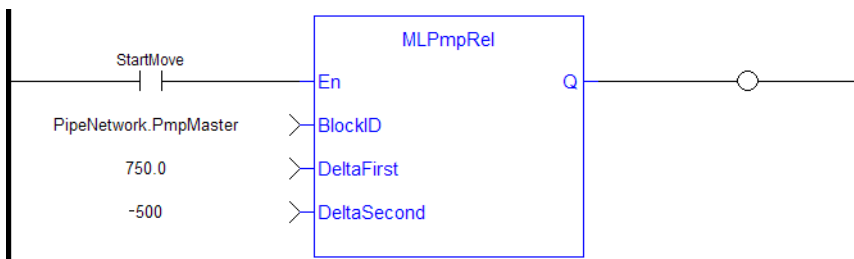 MLPmpRel
StartMove
En Q
PipeNetwork.PmpMaster BlockID
750.0 DeltaFirst
-500 DeltaSecond